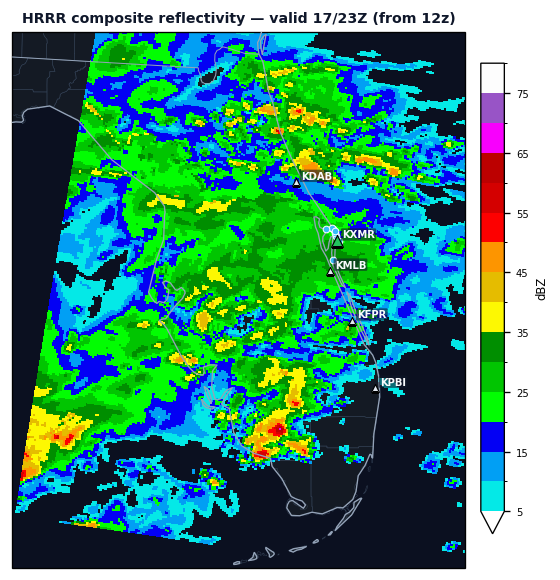 HRRR composite reflectivity — valid 17/23Z (from 12z)
75
65
KDAB
55
KXMR
45
KMLB
dBZ
KFPR
35
KPBI
25
15
5